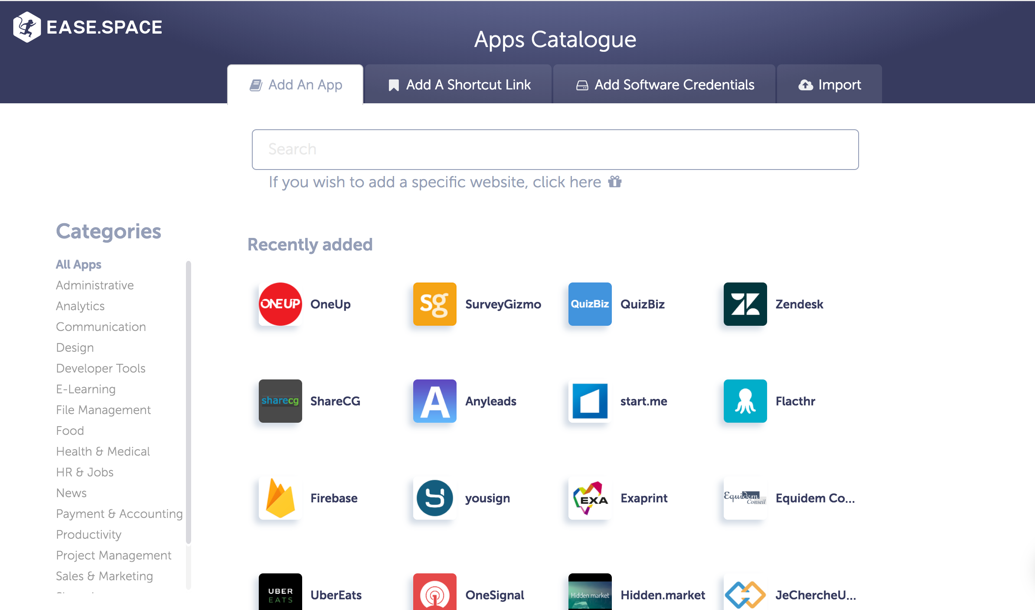 EASE.SPACE
Apps Catalogue
Add An App
Add A Shortcut Link
Add Software Credentials
Import
Search
If you wish to add a specific website, click here
Categories
All Apps
Administrative
Analytics
Communication
Design
Developer Tools
E-Learning
File Management
Food
Health & Medical
HR & Jobs
News
Payment & Accounting
Productivity
Project Management
Sales & Marketing
Recently added
ONEUP OneUp
sg SurveyGizmo
QuizBiz QuizBiz
Zendesk
sharecg ShareCG
A Anyleads
start.me
Flacthr
Firebase
yousign
EXA Exaprint
Equidem Conseil Equidem Co...
UBER EATS UberEats
OneSignal
Hidden.market Hidden.market
JeChercheU...